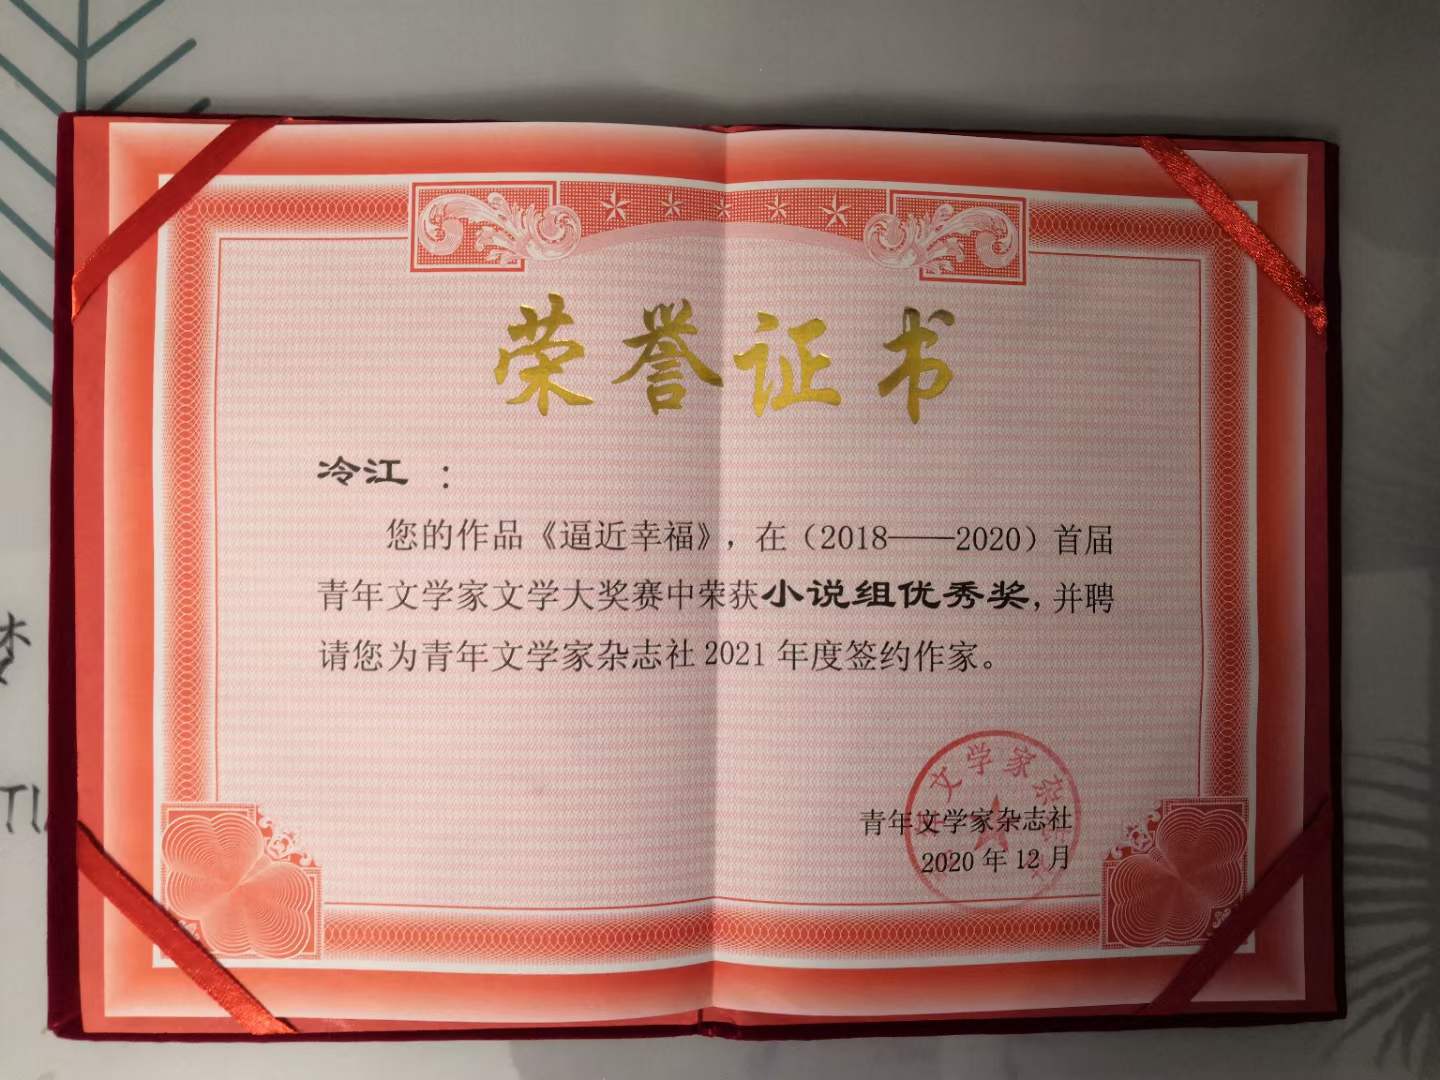 荣誉证书
冷江 ：
您的作品《逼近幸福》，在（2018——2020）首届
青年文学家文学大奖赛中荣获小说组优秀奖，并聘
请您为青年文学家杂志社 2021 年度签约作家。
文学家杂
青年文学家杂志社
2020 年 12 月
TI